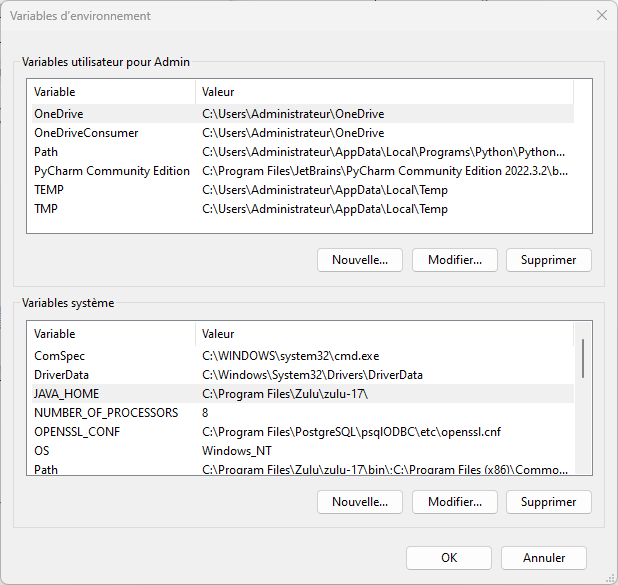 Variables d'environnement
Variables utilisateur pour Admin
Variable Valeur
OneDrive C:\Users\Administrateur\OneDrive
OneDriveConsumer C:\Users\Administrateur\OneDrive
Path C:\Users\Administrateur\AppData\Local\Programs\Python\Python...
PyCharm Community Edition C:\Program Files\JetBrains\PyCharm Community Edition 2022.3.2\b...
TEMP C:\Users\Administrateur\AppData\Local\Temp
TMP C:\Users\Administrateur\AppData\Local\Temp
Nouvelle... Modifier... Supprimer
Variables système
Variable Valeur
ComSpec C:\WINDOWS\system32\cmd.exe
DriverData C:\Windows\System32\Drivers\DriverData
JAVA_HOME C:\Program Files\Zulu\zulu-17\
NUMBER_OF_PROCESSORS 8
OPENSSL_CONF C:\Program Files\PostgreSQL\psqlODBC\etc\openssl.cnf
OS Windows_NT
Path C:\Program Files\Zulu\zulu-17\bin\;C:\Program Files (x86)\Commo...
Nouvelle... Modifier... Supprimer
OK Annuler